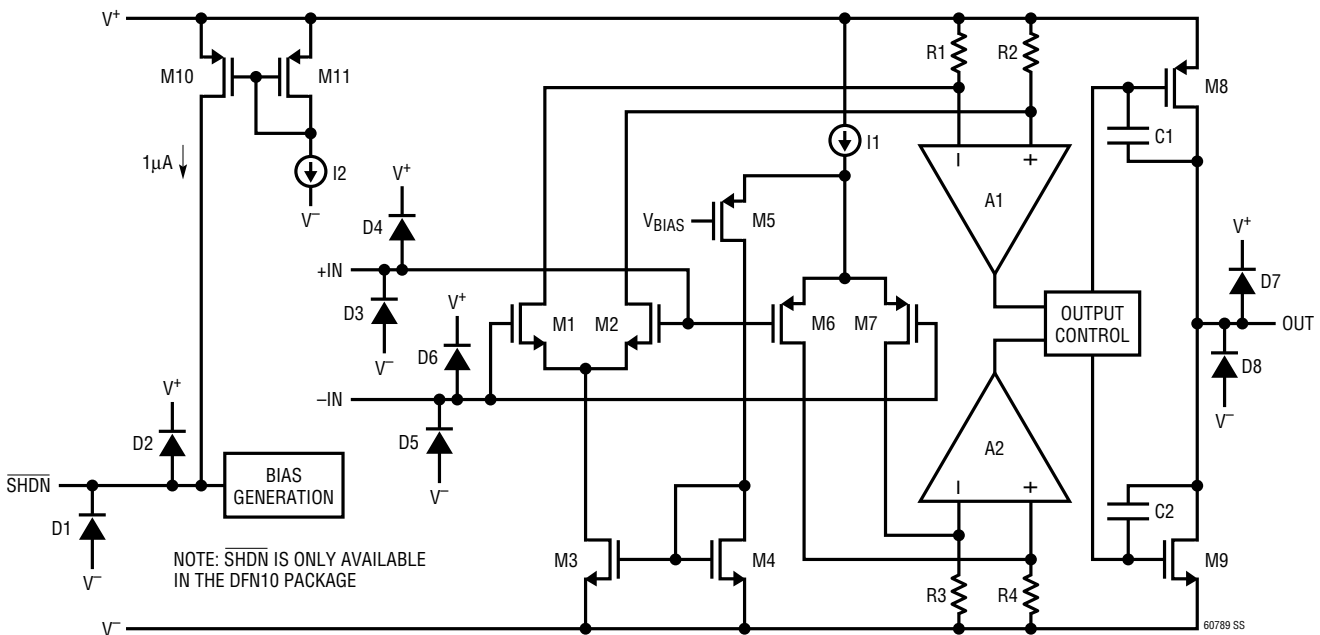 V+
R1
R2
M10
M11
M8
C1
I1
1µA
I2
V+
V–
D4
VBIAS
M5
A1
V+
+IN
D7
D3
V+
M1
M2
M6
M7
OUTPUT
CONTROL
OUT
V–
D6
D8
V+
–IN
V–
D2
D5
A2
SHDN
BIAS
GENERATION
V–
C2
D1
NOTE: SHDN IS ONLY AVAILABLE
IN THE DFN10 PACKAGE
M3
M4
M9
V–
R3
R4
V–
60789 SS